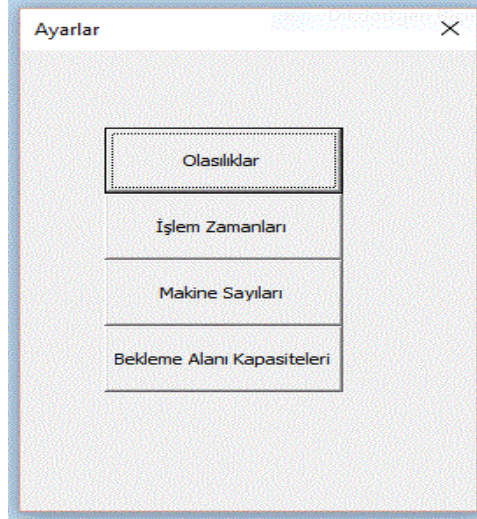 Ayarlar
Olasılıklar
İşlem Zamanları
Makine Sayıları
Bekleme Alanı Kapasiteleri